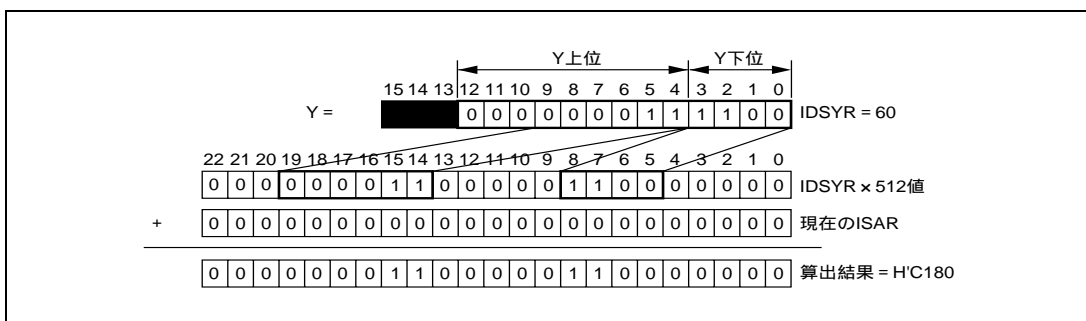 Y上位 Y下位
15 14 13 12 11 10 9 8 7 6 5 4 3 2 1 0
Y = 0 0 0 0 0 0 0 1 1 1 1 0 0 IDSYR = 60
22 21 20 19 18 17 16 15 14 13 12 11 10 9 8 7 6 5 4 3 2 1 0
0 0 0 0 0 0 0 1 1 0 0 0 0 0 1 1 0 0 0 0 0 0 0 IDSYR × 512値
+ 0 0 0 0 0 0 0 0 0 0 0 0 0 0 0 0 0 0 0 0 0 0 0 現在のISAR
0 0 0 0 0 0 0 1 1 0 0 0 0 0 1 1 0 0 0 0 0 0 0 算出結果 = H'C180